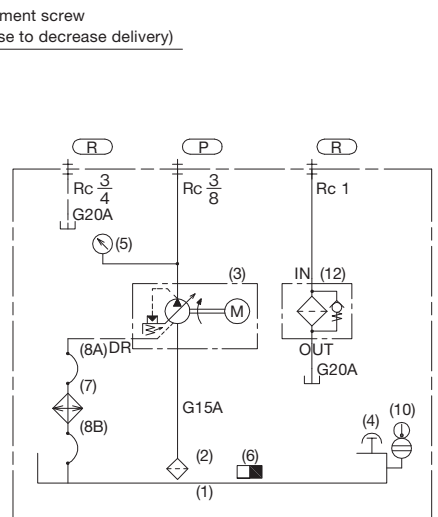 ment screw
se to decrease delivery)
R P R
Rc 3/4 Rc 3/8 Rc 1
G20A
(5)
(3) IN (12)
M
(8A) DR OUT
G20A
(7)
G15A
(8B) (4) (10)
(2) (6)
(1)